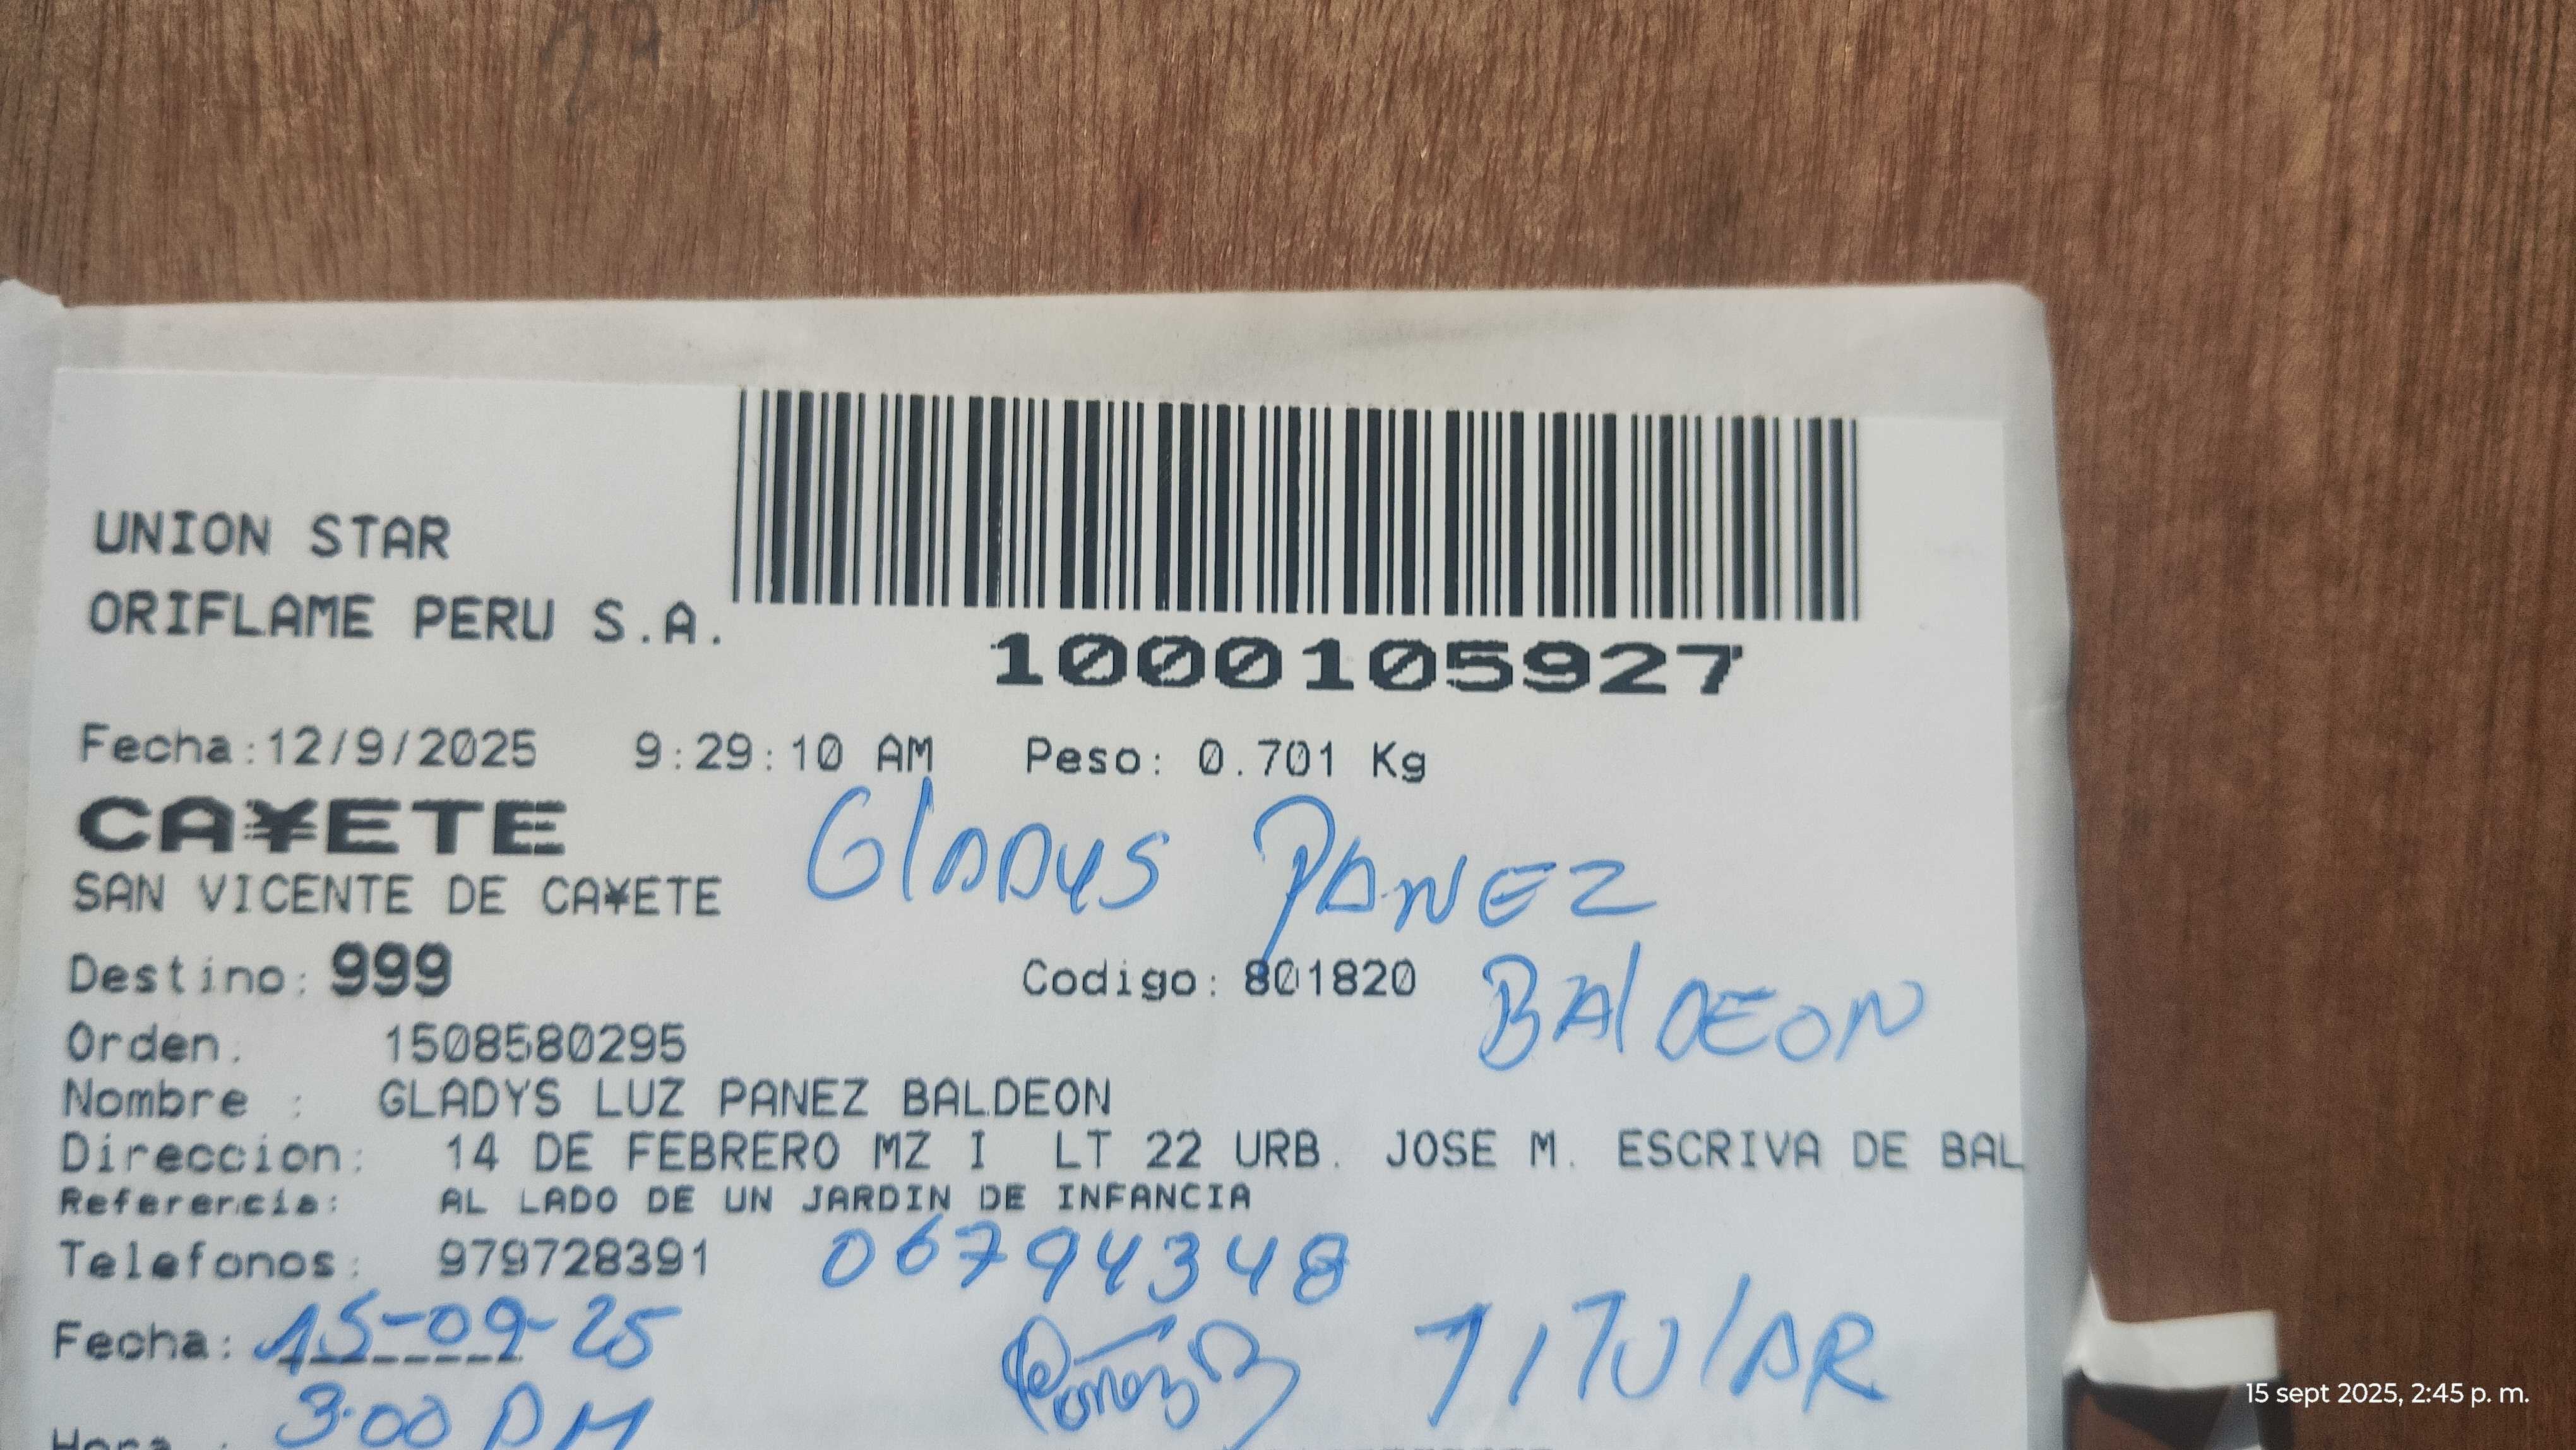 UNION STAR
ORIFLAME PERU S.A.
1000105927
Fecha:12/9/2025 9:29:10 AM Peso: 0.701 Kg
CA¥ETE
Gladys PANEZ
SAN VICENTE DE CA¥ETE
Destino: 999 Codigo: 801820
BAlDEON
Orden. 1508580295
Nombre : GLADYS LUZ PANEZ BALDEON
Direccion: 14 DE FEBRERO MZ I LT 22 URB. JOSE M. ESCRIVA DE BAL
Referencia: AL LADO DE UN JARDIN DE INFANCIA
Telefonos: 979728391 06794348
Fecha: 15-09-25
TITUlAR
Hora : 3:00 PM
15 sept 2025, 2:45 p. m.